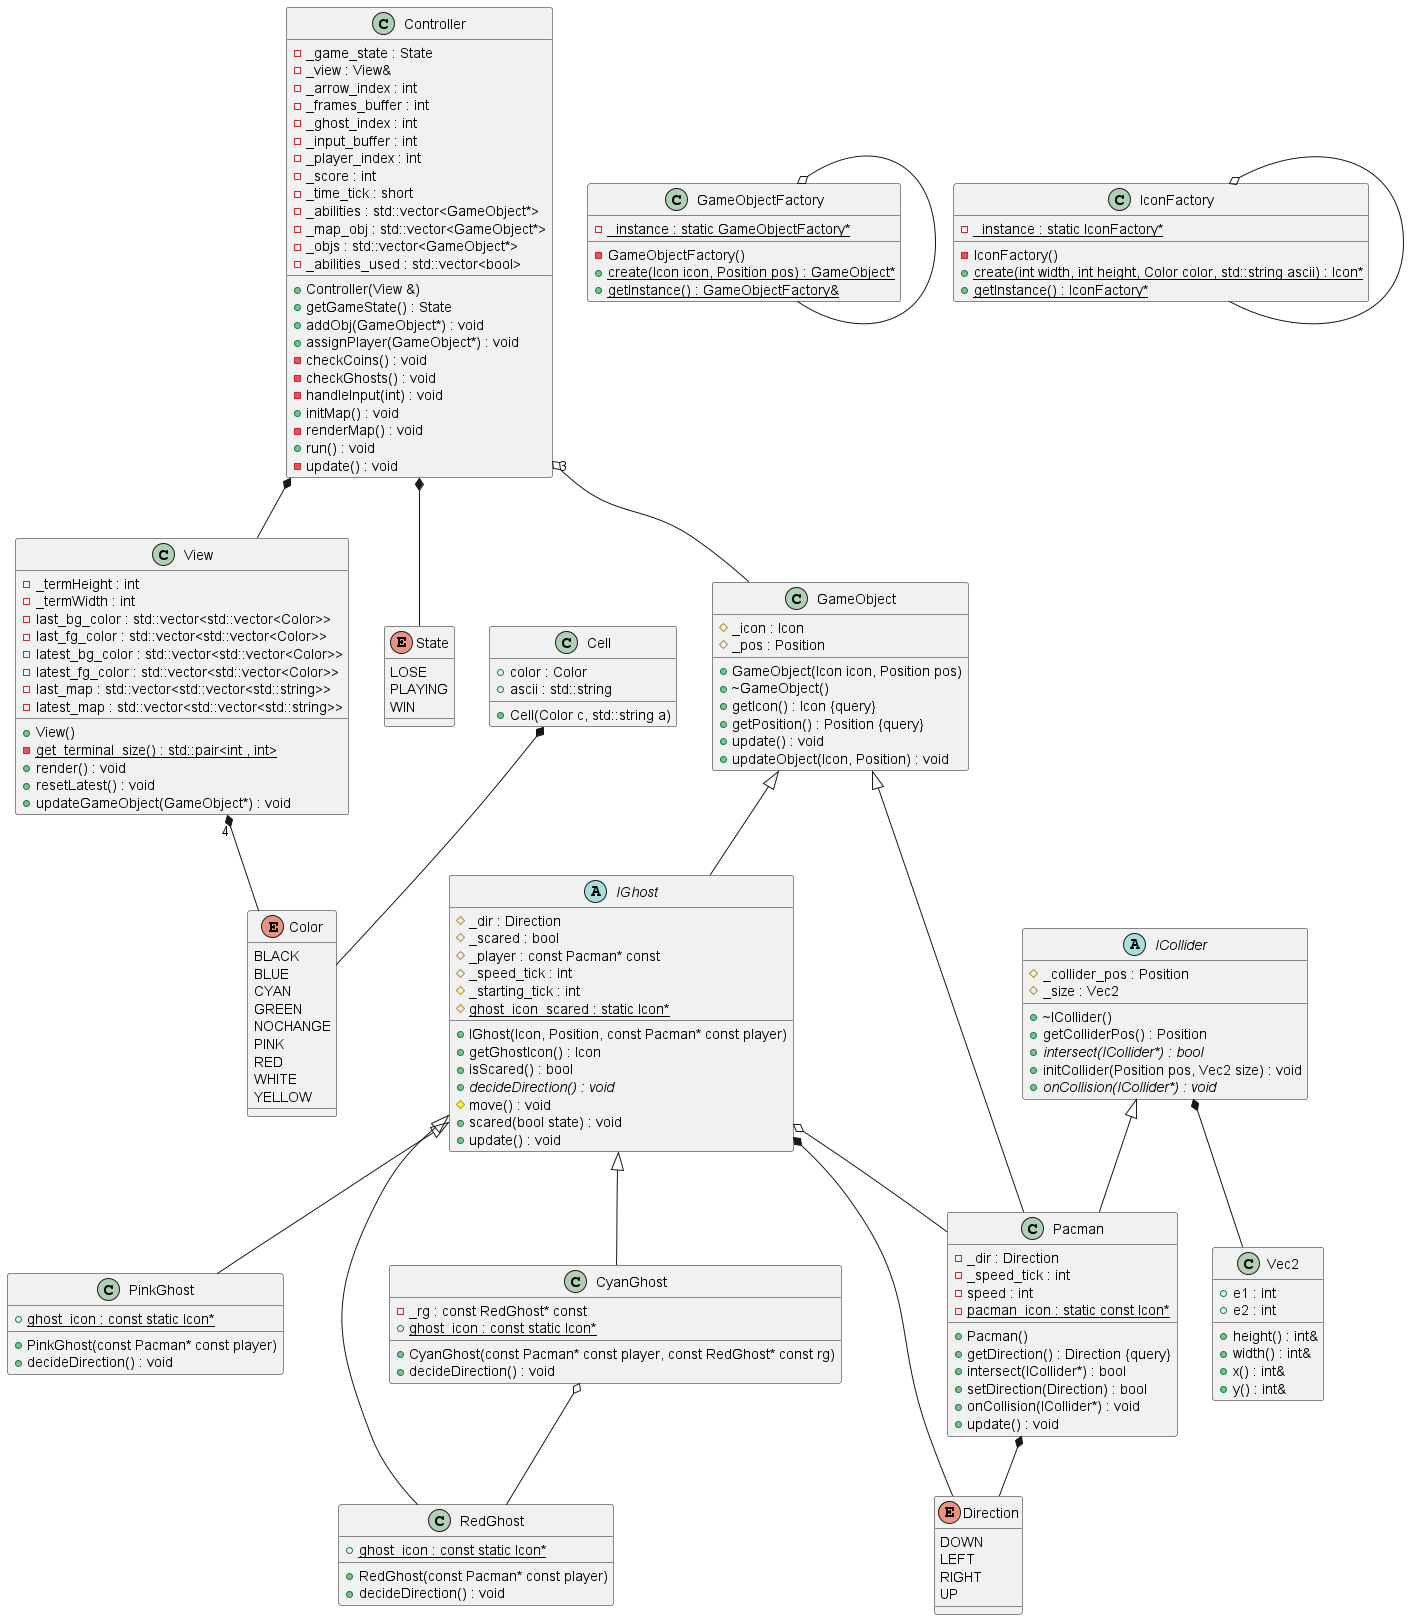 C Controller
_game_state : State
_view : View&
_arrow_index : int
_frames_buffer : int
_ghost_index : int
_input_buffer : int
_player_index : int
_score : int
_time_tick : short
_abilities : std::vector<GameObject*>
_map_obj : std::vector<GameObject*>
_objs : std::vector<GameObject*>
_abilities_used : std::vector<bool>
Controller(View &)
getGameState() : State
addObj(GameObject*) : void
assignPlayer(GameObject*) : void
checkCoins() : void
checkGhosts() : void
handleInput(int) : void
initMap() : void
renderMap() : void
run() : void
update() : void
C GameObjectFactory
_instance : static GameObjectFactory*
GameObjectFactory()
create(Icon icon, Position pos) : GameObject*
getInstance() : GameObjectFactory&
C IconFactory
_instance : static IconFactory*
IconFactory()
create(int width, int height, Color color, std::string ascii) : Icon*
getInstance() : IconFactory*
3
C View
_termHeight : int
_termWidth : int
last_bg_color : std::vector<std::vector<Color>>
last_fg_color : std::vector<std::vector<Color>>
latest_bg_color : std::vector<std::vector<Color>>
latest_fg_color : std::vector<std::vector<Color>>
last_map : std::vector<std::vector<std::string>>
latest_map : std::vector<std::vector<std::string>>
View()
get_terminal_size() : std::pair<int , int>
render() : void
resetLatest() : void
updateGameObject(GameObject*) : void
4
E State
LOSE
PLAYING
WIN
C Cell
color : Color
ascii : std::string
Cell(Color c, std::string a)
C GameObject
_icon : Icon
_pos : Position
GameObject(Icon icon, Position pos)
~GameObject()
getIcon() : Icon {query}
getPosition() : Position {query}
update() : void
updateObject(Icon, Position) : void
E Color
BLACK
BLUE
CYAN
GREEN
NOCHANGE
PINK
RED
WHITE
YELLOW
A IGhost
_dir : Direction
_scared : bool
_player : const Pacman* const
_speed_tick : int
_starting_tick : int
ghost_icon_scared : static Icon*
IGhost(Icon, Position, const Pacman* const player)
getGhostIcon() : Icon
isScared() : bool
decideDirection() : void
move() : void
scared(bool state) : void
update() : void
A ICollider
_collider_pos : Position
_size : Vec2
~ICollider()
getColliderPos() : Position
intersect(ICollider*) : bool
initCollider(Position pos, Vec2 size) : void
onCollision(ICollider*) : void
C PinkGhost
ghost_icon : const static Icon*
PinkGhost(const Pacman* const player)
decideDirection() : void
C CyanGhost
_rg : const RedGhost* const
ghost_icon : const static Icon*
CyanGhost(const Pacman* const player, const RedGhost* const rg)
decideDirection() : void
C Pacman
_dir : Direction
_speed_tick : int
speed : int
pacman_icon : static const Icon*
Pacman()
getDirection() : Direction {query}
intersect(ICollider*) : bool
setDirection(Direction) : bool
onCollision(ICollider*) : void
update() : void
C Vec2
e1 : int
e2 : int
height() : int&
width() : int&
x() : int&
y() : int&
C RedGhost
ghost_icon : const static Icon*
RedGhost(const Pacman* const player)
decideDirection() : void
E Direction
DOWN
LEFT
RIGHT
UP